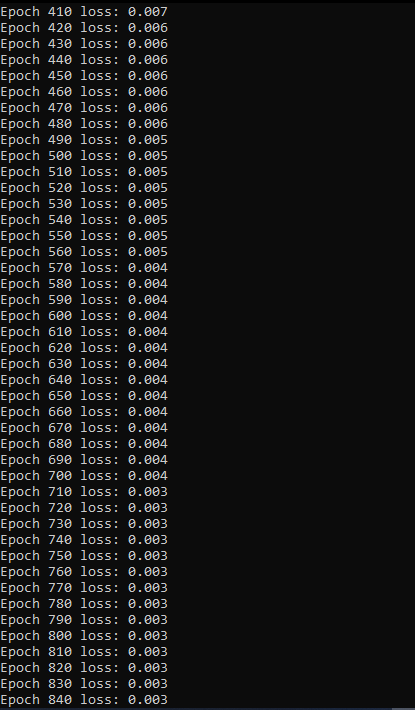 Epoch 410 loss: 0.007
Epoch 420 loss: 0.006
Epoch 430 loss: 0.006
Epoch 440 loss: 0.006
Epoch 450 loss: 0.006
Epoch 460 loss: 0.006
Epoch 470 loss: 0.006
Epoch 480 loss: 0.006
Epoch 490 loss: 0.005
Epoch 500 loss: 0.005
Epoch 510 loss: 0.005
Epoch 520 loss: 0.005
Epoch 530 loss: 0.005
Epoch 540 loss: 0.005
Epoch 550 loss: 0.005
Epoch 560 loss: 0.005
Epoch 570 loss: 0.004
Epoch 580 loss: 0.004
Epoch 590 loss: 0.004
Epoch 600 loss: 0.004
Epoch 610 loss: 0.004
Epoch 620 loss: 0.004
Epoch 630 loss: 0.004
Epoch 640 loss: 0.004
Epoch 650 loss: 0.004
Epoch 660 loss: 0.004
Epoch 670 loss: 0.004
Epoch 680 loss: 0.004
Epoch 690 loss: 0.004
Epoch 700 loss: 0.004
Epoch 710 loss: 0.003
Epoch 720 loss: 0.003
Epoch 730 loss: 0.003
Epoch 740 loss: 0.003
Epoch 750 loss: 0.003
Epoch 760 loss: 0.003
Epoch 770 loss: 0.003
Epoch 780 loss: 0.003
Epoch 790 loss: 0.003
Epoch 800 loss: 0.003
Epoch 810 loss: 0.003
Epoch 820 loss: 0.003
Epoch 830 loss: 0.003
Epoch 840 loss: 0.003